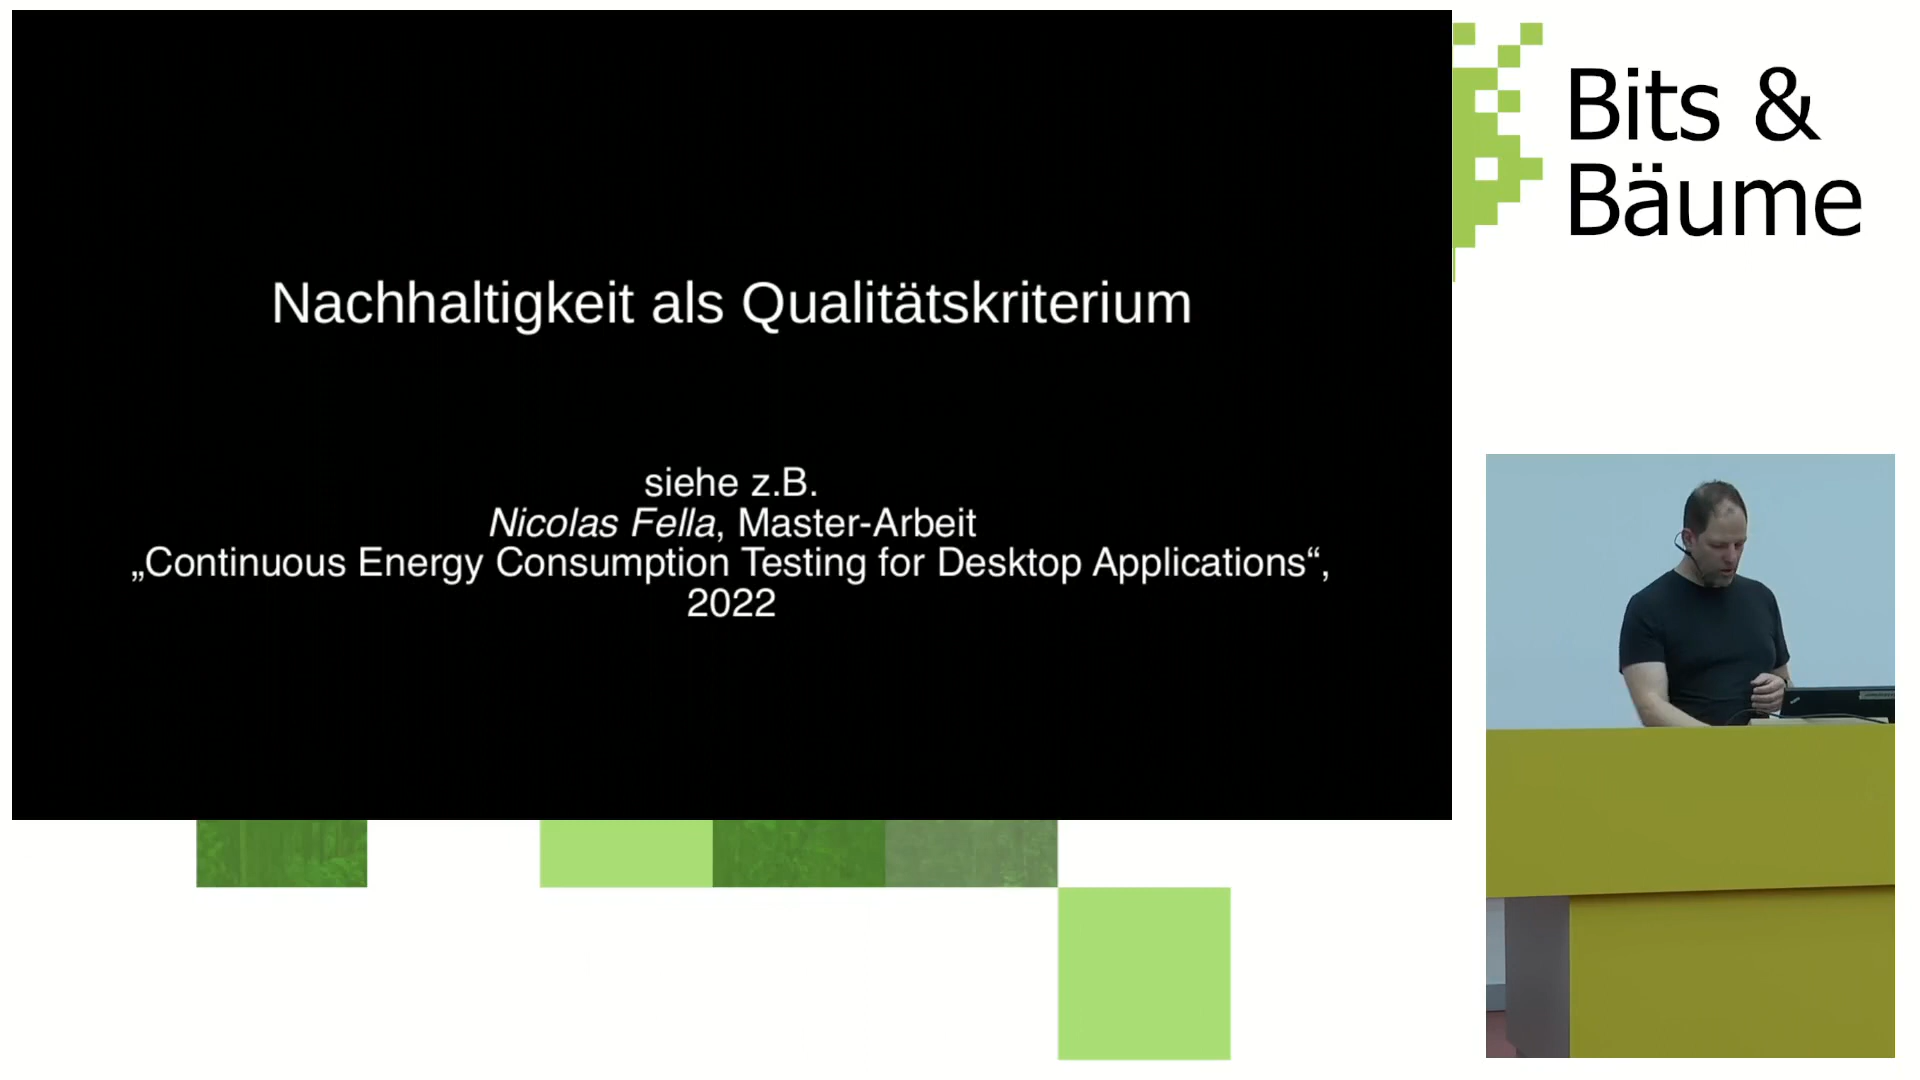 Nachhaltigkeit als Qualitätskriterium
siehe z.B.
Nicolas Fella, Master-Arbeit
„Continuous Energy Consumption Testing for Desktop Applications“,
2022
Bits &
Bäume